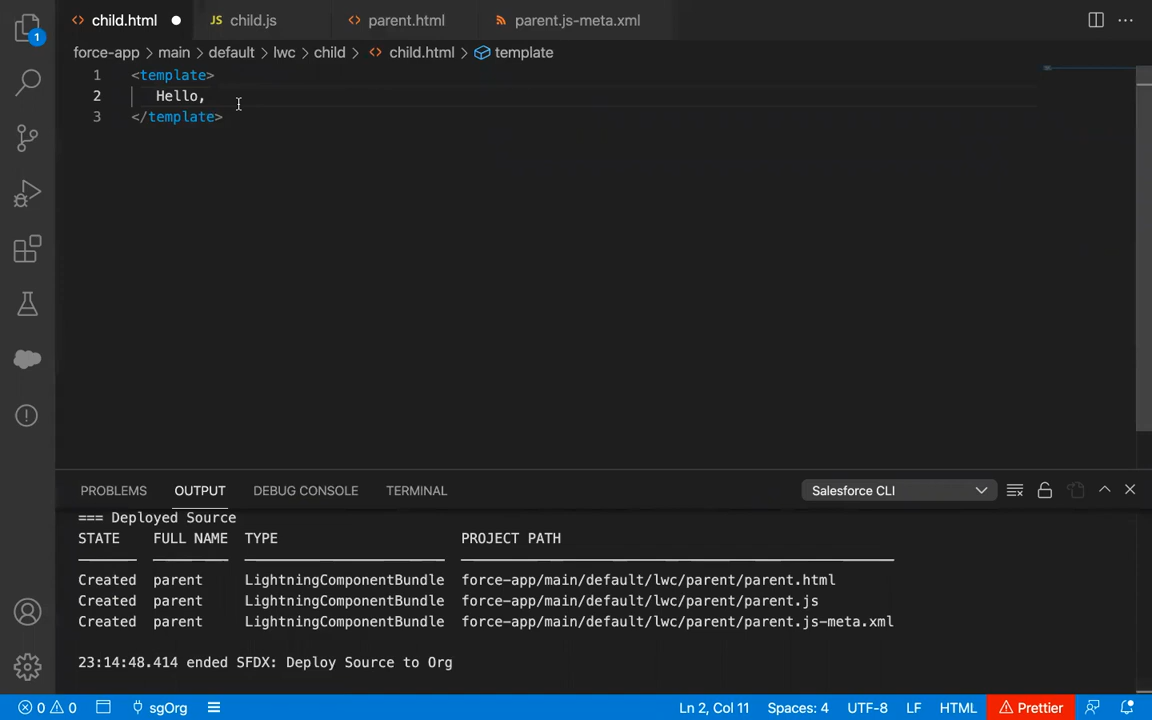 child.html
child.js
parent.html
parent.js-meta.xml
force-app > main > default > lwc > child > child.html > template
1 <template>
2 Hello,
3 </template>
1
PROBLEMS OUTPUT DEBUG CONSOLE TERMINAL Salesforce CLI
=== Deployed Source
STATE FULL NAME TYPE PROJECT PATH
Created parent LightningComponentBundle force-app/main/default/lwc/parent/parent.html
Created parent LightningComponentBundle force-app/main/default/lwc/parent/parent.js
Created parent LightningComponentBundle force-app/main/default/lwc/parent/parent.js-meta.xml
23:14:48.414 ended SFDX: Deploy Source to Org
0 0 sgOrg Ln 2, Col 11 Spaces: 4 UTF-8 LF HTML Prettier